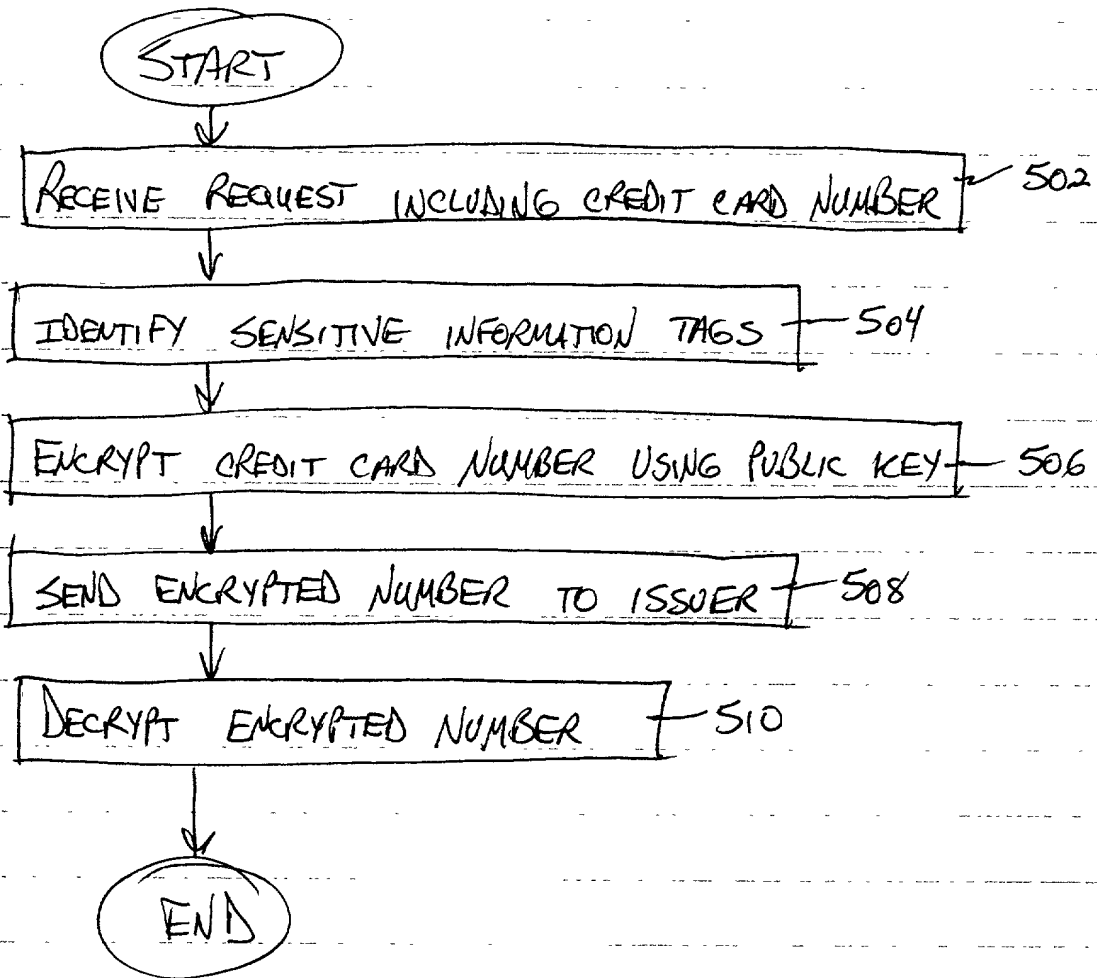 START
RECEIVE REQUEST INCLUDING CREDIT CARD NUMBER 502
IDENTIFY SENSITIVE INFORMATION TAGS 504
ENCRYPT CREDIT CARD NUMBER USING PUBLIC KEY 506
SEND ENCRYPTED NUMBER TO ISSUER 508
DECRYPT ENCRYPTED NUMBER 510
END